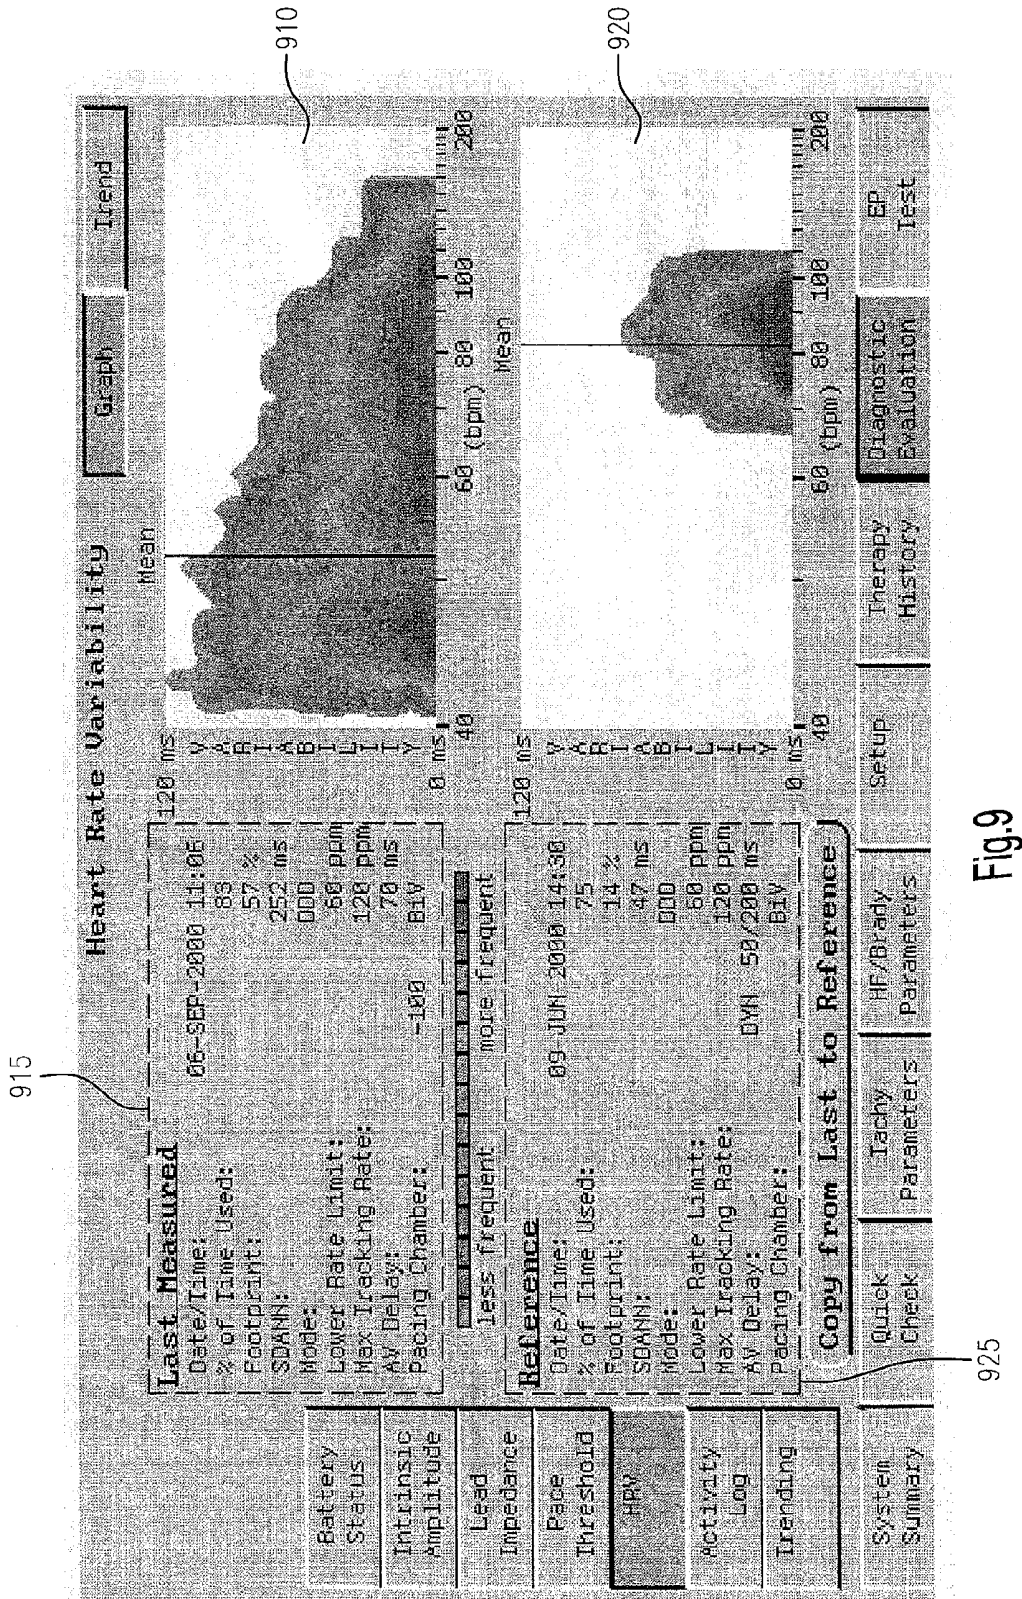 Heart Rate Variability
Graph
Trend
Battery
Status
Intrinsic
Amplitude
Lead
Impedance
Pace
Threshold
HRV
Activity
Log
Trending
915
Last Measured
Date/Time: 06-SEP-2000 11:06
% of Time Used: 83
Footprint: 57 %
SDANN: 252 ms
Mode: DDD
Lower Rate Limit: 60 ppm
Max Tracking Rate: 120 ppm
AV Delay: 70 ms
Pacing Chamber: -100 BiV
less frequent more frequent
Mean
120 ms
VARIABILITY
0 ms
40 60 (bpm) 80 100 200
910
Reference
Date/Time: 09-JUN-2000 14:30
% of Time Used: 75
Footprint: 14 %
SDANN: 47 ms
Mode: DDD
Lower Rate Limit: 60 ppm
Max Tracking Rate: 120 ppm
AV Delay: DYN 50/200 ms
Pacing Chamber: BiV
Copy from Last to Reference
925
Mean
120 ms
VARIABILITY
0 ms
40 60 (bpm) 80 100 200
920
System
Summary
Quick
Check
Tachy
Parameters
HF/Brady
Parameters
Setup
Therapy
History
Diagnostic
Evaluation
EP
Test
Fig.9